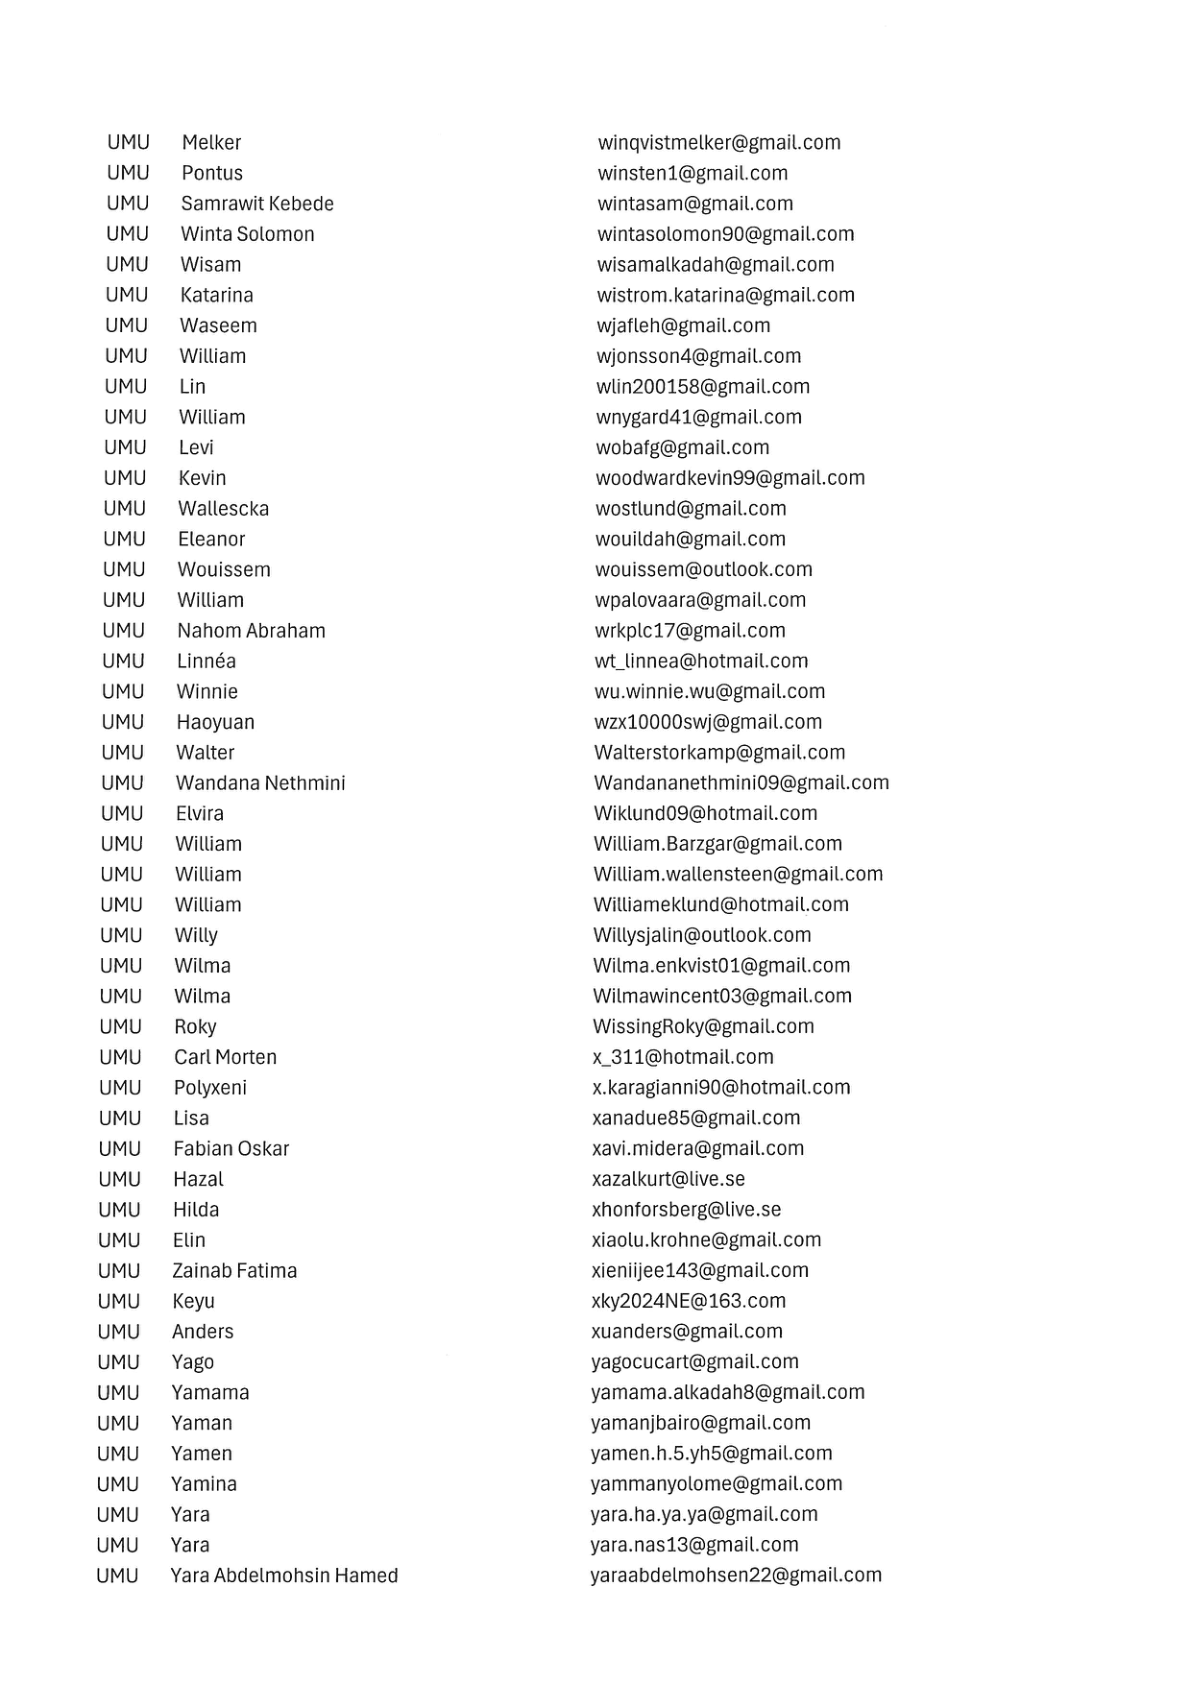 UMU Melker winqvistmelker@gmail.com
UMU Pontus winsten1@gmail.com
UMU Samrawit Kebede wintasam@gmail.com
UMU Winta Solomon wintasolomon90@gmail.com
UMU Wisam wisamalkadah@gmail.com
UMU Katarina wistrom.katarina@gmail.com
UMU Waseem wjafleh@gmail.com
UMU William wjonsson4@gmail.com
UMU Lin wlin200158@gmail.com
UMU William wnygard41@gmail.com
UMU Levi wobafg@gmail.com
UMU Kevin woodwardkevin99@gmail.com
UMU Wallescka wostlund@gmail.com
UMU Eleanor wouildah@gmail.com
UMU Wouissem wouissem@outlook.com
UMU William wpalovaara@gmail.com
UMU Nahom Abraham wrkplc17@gmail.com
UMU Linnéa wt_linnea@hotmail.com
UMU Winnie wu.winnie.wu@gmail.com
UMU Haoyuan wzx10000swj@gmail.com
UMU Walter Walterstorkamp@gmail.com
UMU Wandana Nethmini Wandananethmini09@gmail.com
UMU Elvira Wiklund09@hotmail.com
UMU William William.Barzgar@gmail.com
UMU William William.wallensteen@gmail.com
UMU William Williameklund@hotmail.com
UMU Willy Willysjalin@outlook.com
UMU Wilma Wilma.enkvist01@gmail.com
UMU Wilma Wilmawincent03@gmail.com
UMU Roky WissingRoky@gmail.com
UMU Carl Morten x_311@hotmail.com
UMU Polyxeni x.karagianni90@hotmail.com
UMU Lisa xanadue85@gmail.com
UMU Fabian Oskar xavi.midera@gmail.com
UMU Hazal xazalkurt@live.se
UMU Hilda xhonforsberg@live.se
UMU Elin xiaolu.krohne@gmail.com
UMU Zainab Fatima xieniijee143@gmail.com
UMU Keyu xky2024NE@163.com
UMU Anders xuanders@gmail.com
UMU Yago yagocucart@gmail.com
UMU Yamama yamama.alkadah8@gmail.com
UMU Yaman yamanjbairo@gmail.com
UMU Yamen yamen.h.5.yh5@gmail.com
UMU Yamina yammanyolome@gmail.com
UMU Yara yara.ha.ya.ya@gmail.com
UMU Yara yara.nas13@gmail.com
UMU Yara Abdelmohsin Hamed yaraabdelmohsen22@gmail.com